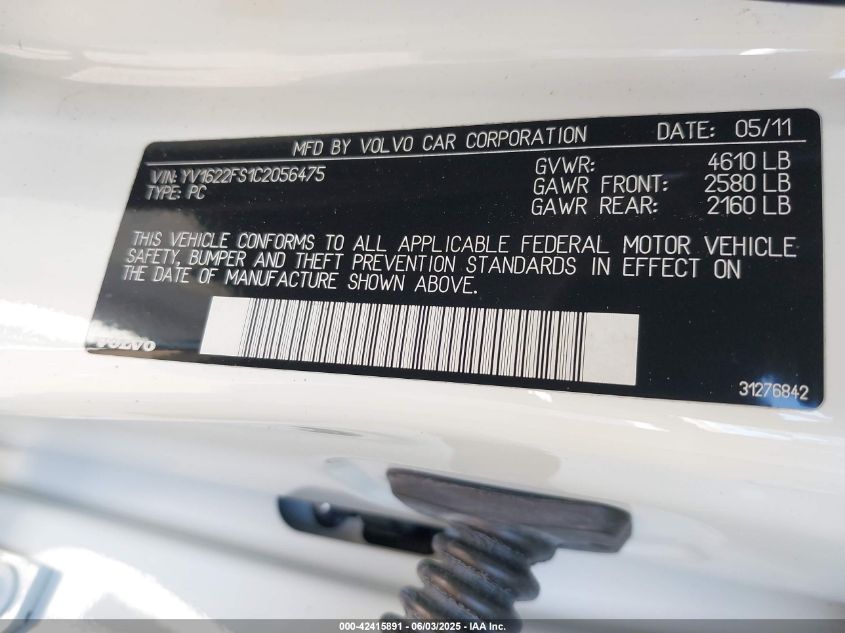 MFD BY VOLVO CAR CORPORATION DATE: 05/11
VIN: YV1622FS1C2056475
TYPE: PC
GVWR: 4610 LB
GAWR FRONT: 2580 LB
GAWR REAR: 2160 LB
THIS VEHICLE CONFORMS TO ALL APPLICABLE FEDERAL MOTOR VEHICLE
SAFETY, BUMPER AND THEFT PREVENTION STANDARDS IN EFFECT ON
THE DATE OF MANUFACTURE SHOWN ABOVE.
VOLVO
31276842
000-42415891 - 06/03/2025 - IAA Inc.